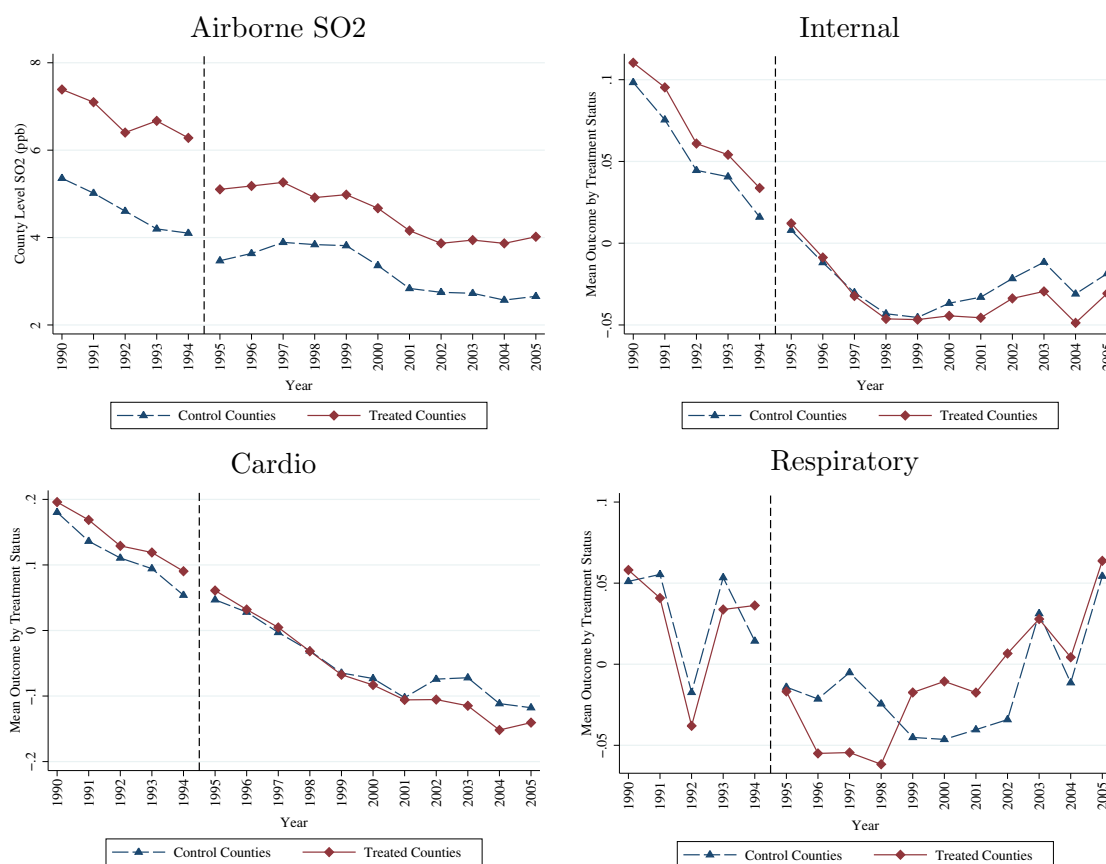 Airborne SO2
County Level SO2 (ppb)
8
6
4
2
1990 1991 1992 1993 1994 1995 1996 1997 1998 1999 2000 2001 2002 2003 2004 2005
Year
Control Counties Treated Counties
Internal
Mean Outcome by Treatment Status
.1
.05
0
-.05
1990 1991 1992 1993 1994 1995 1996 1997 1998 1999 2000 2001 2002 2003 2004 2005
Year
Control Counties Treated Counties
Cardio
Mean Outcome by Treatment Status
.2
.1
0
-.1
-.2
1990 1991 1992 1993 1994 1995 1996 1997 1998 1999 2000 2001 2002 2003 2004 2005
Year
Control Counties Treated Counties
Respiratory
Mean Outcome by Treatment Status
.1
.05
0
-.05
1990 1991 1992 1993 1994 1995 1996 1997 1998 1999 2000 2001 2002 2003 2004 2005
Year
Control Counties Treated Counties